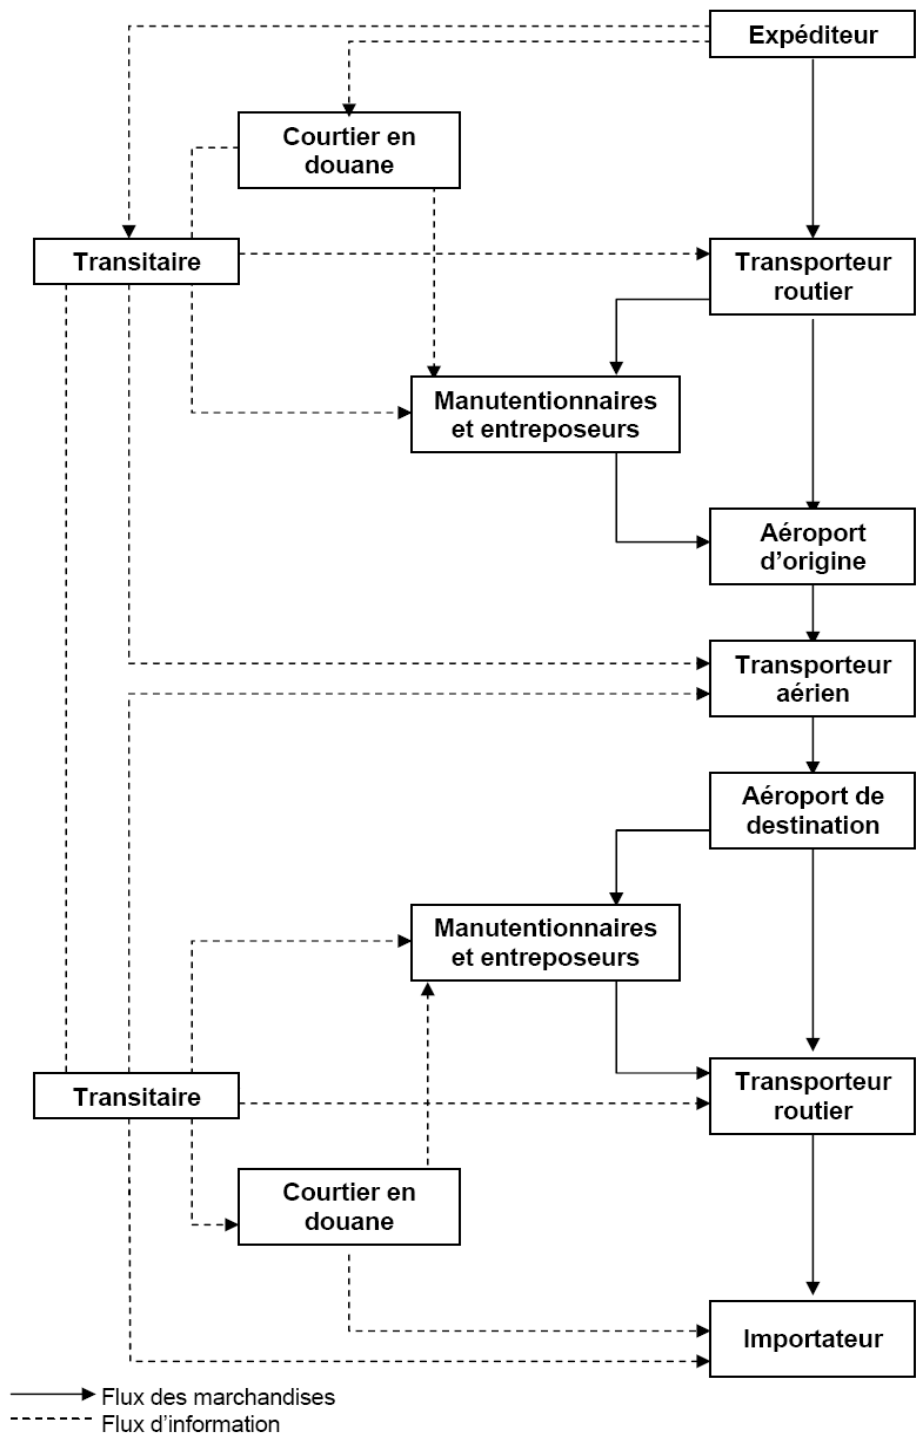 Expéditeur
Courtier en
douane
Transitaire
Transporteur
routier
Manutentionnaires
et entreposeurs
Aéroport
d’origine
Transporteur
aérien
Aéroport de
destination
Manutentionnaires
et entreposeurs
Transitaire
Transporteur
routier
Courtier en
douane
Importateur
Flux des marchandises
Flux d’information